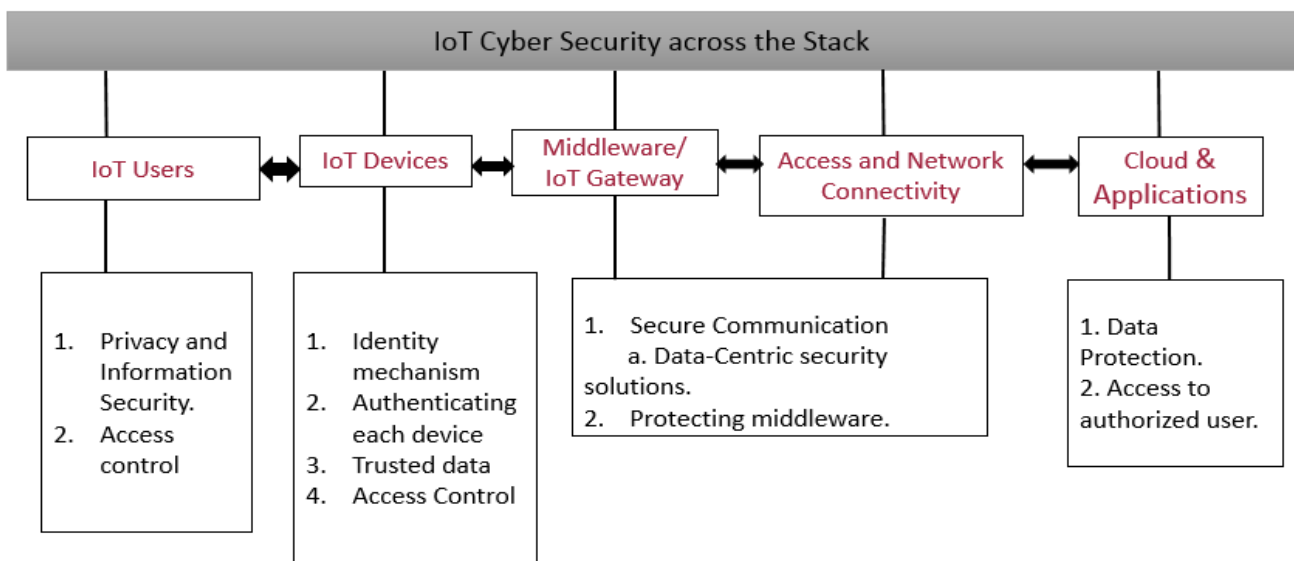 IoT Cyber Security across the Stack
IoT Users
IoT Devices
Middleware/
IoT Gateway
Access and Network
Connectivity
Cloud &
Applications
1. Privacy and
Information
Security.
2. Access
control
1. Identity
mechanism
2. Authenticating
each device
3. Trusted data
4. Access Control
1. Secure Communication
a. Data-Centric security
solutions.
2. Protecting middleware.
1. Data
Protection.
2. Access to
authorized user.